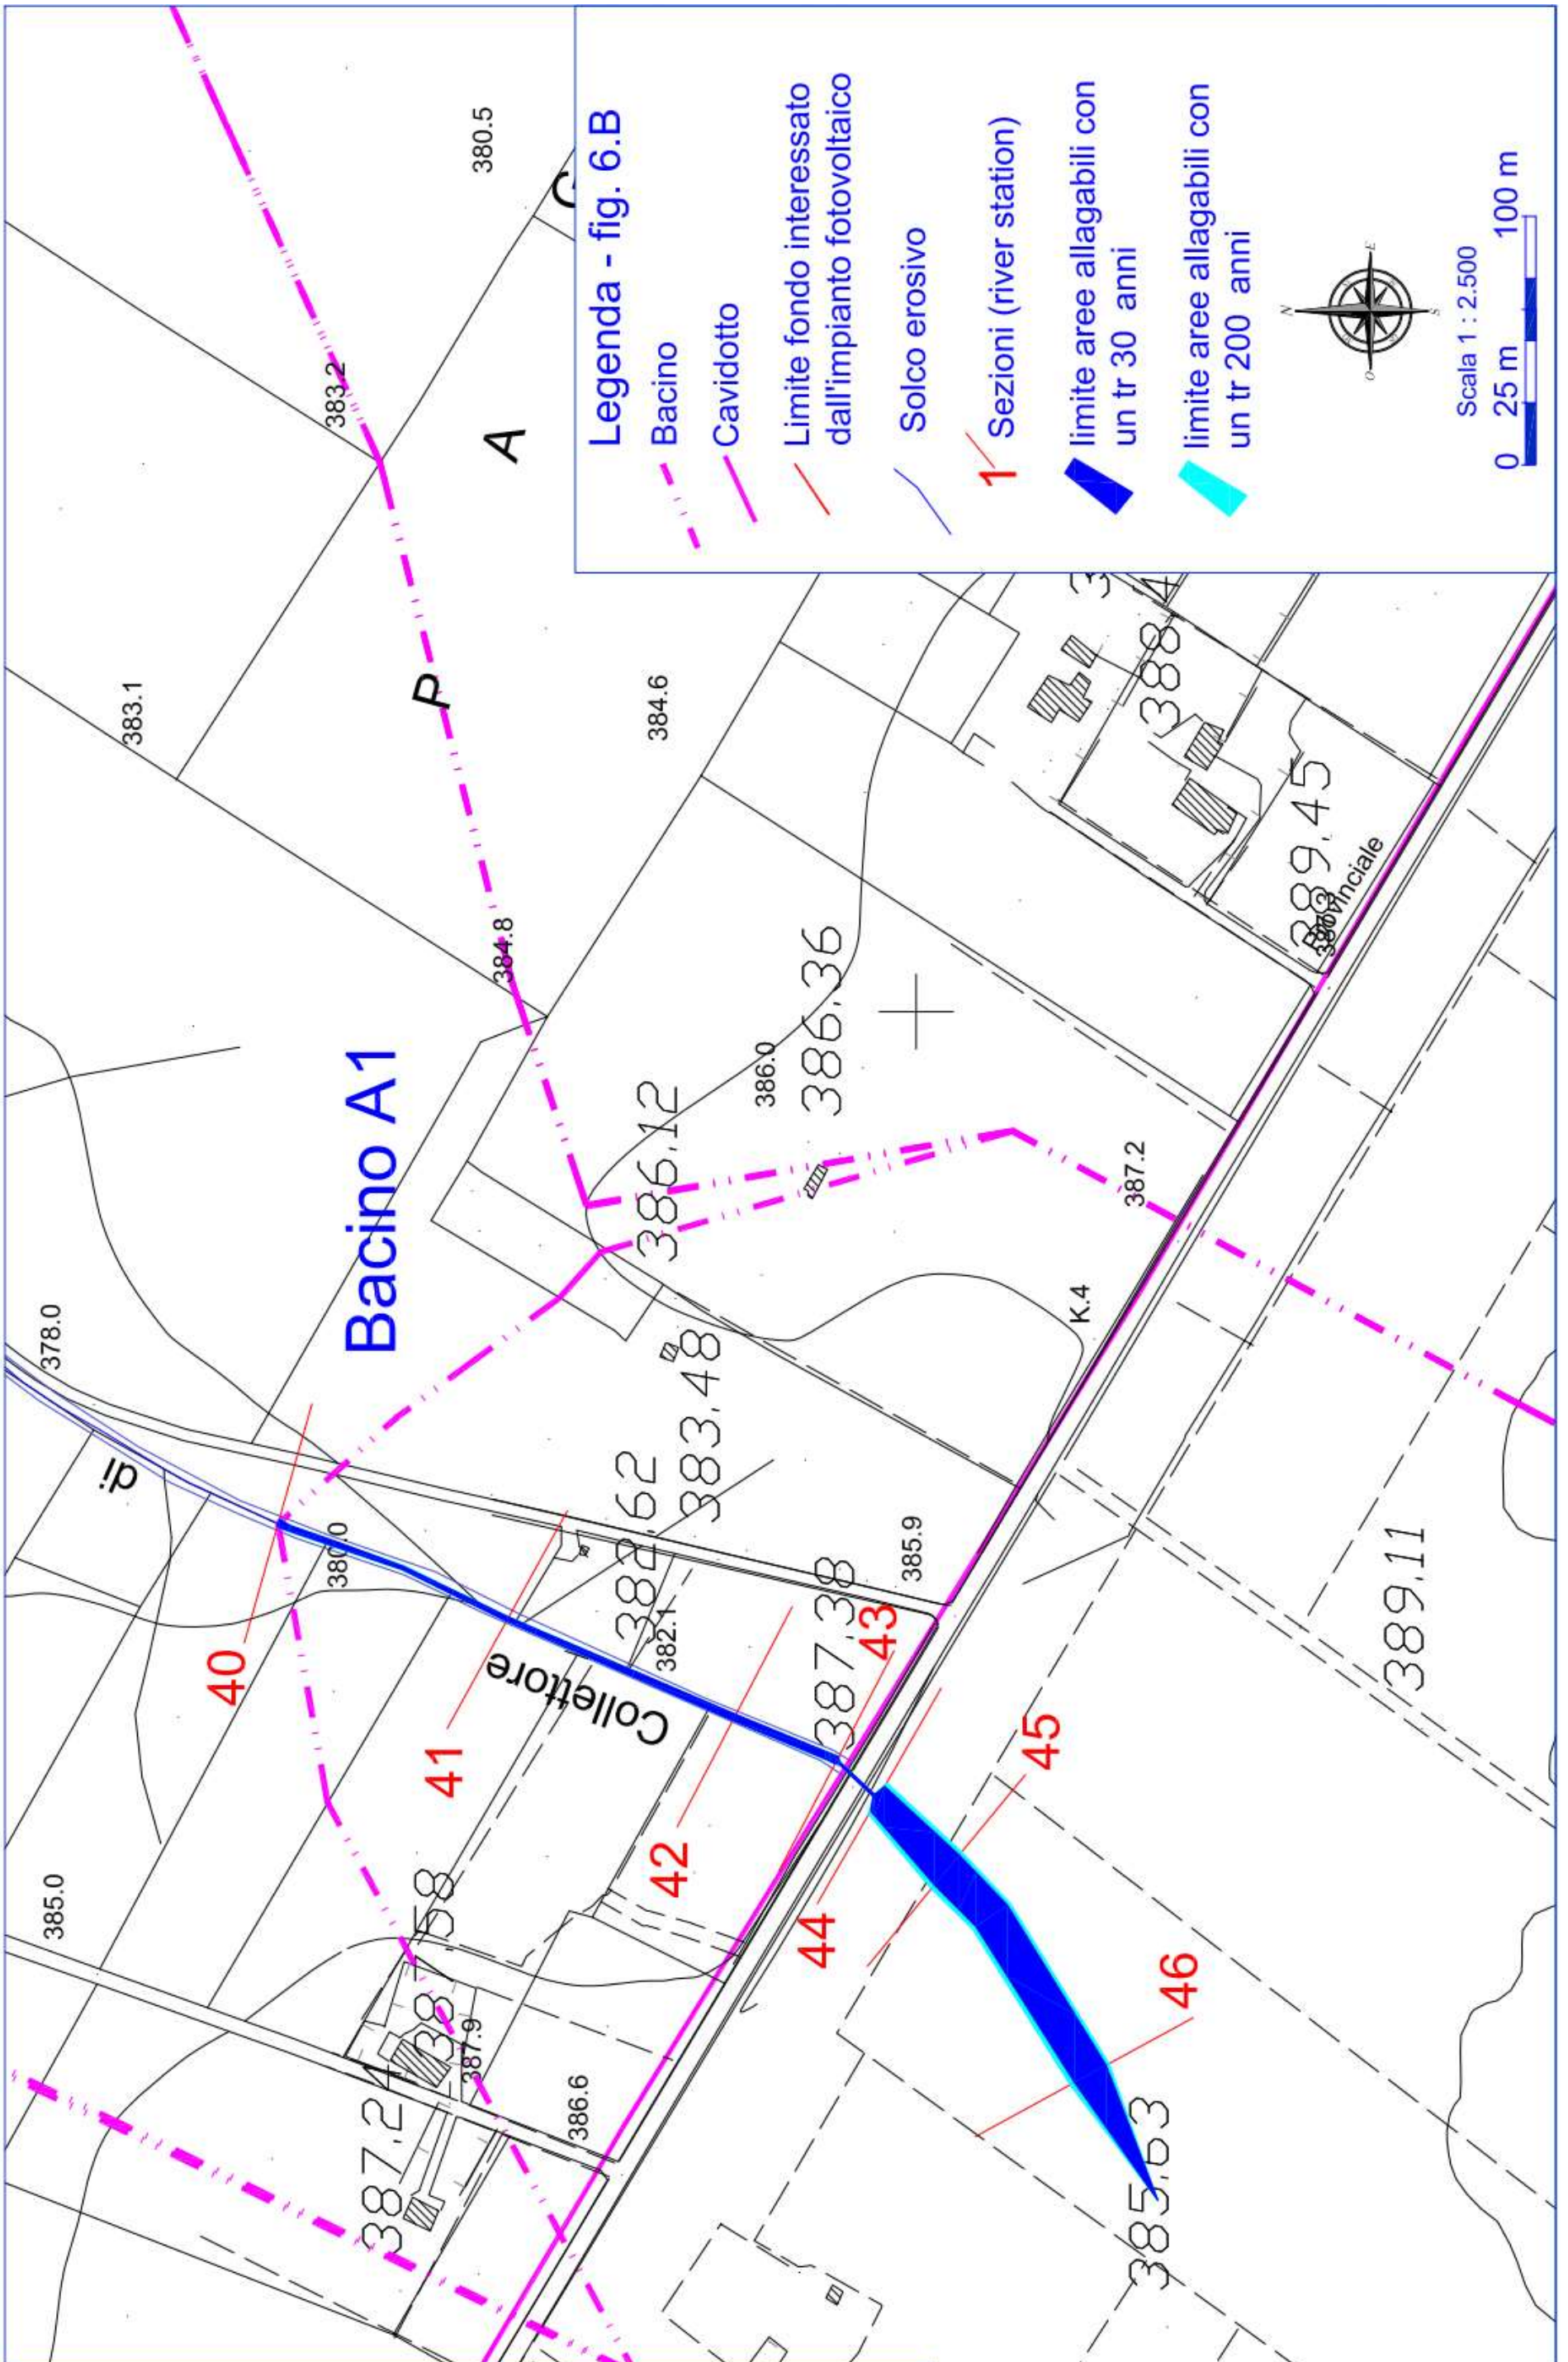 Legenda - fig. 6.B
Bacino
Cavidotto
Limite fondo interessato
dall'impianto fotovoltaico
Solco erosivo
1 Sezioni (river station)
limite aree allagabili con
un tr 30 anni
limite aree allagabili con
un tr 200 anni
N
E
S
O
Scala 1 : 2.500
0 25 m 100 m
Bacino A1
385.0
378.0
383.1
383.2
380.5
P
A
G
di
Collettore
40
41
42
43
44
45
46
380.0
382.62
382.1
383.48
384.8
384.6
386.12
386.0
386.36
387.2
K.4
385.9
387.38
387.9
387.24
386.6
385.63
389.11
389.45
Provinciale
388